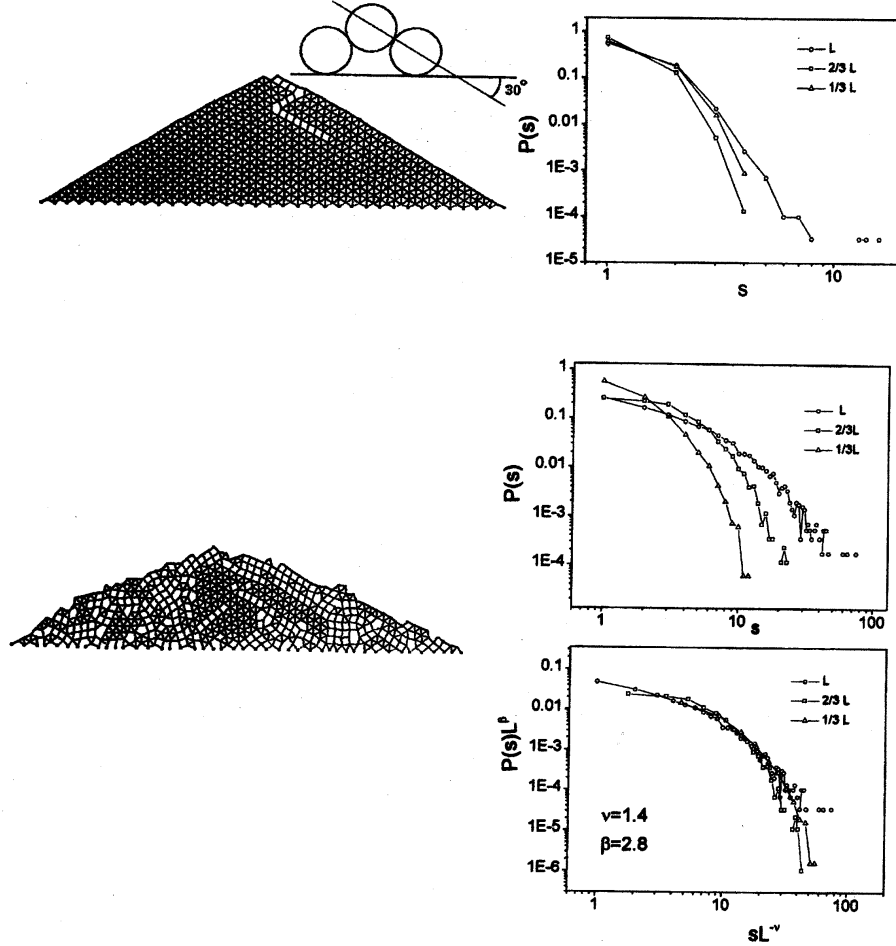 30°
P(s)
1
0.1
0.01
1E-3
1E-4
1E-5
L
2/3 L
1/3 L
1
10
S
P(s)
1
0.1
0.01
1E-3
1E-4
L
2/3L
1/3L
1
10
100
s
P(s)L^β
0.1
0.01
1E-3
1E-4
1E-5
1E-6
L
2/3 L
1/3 L
ν=1.4
β=2.8
1
10
100
sL^-ν